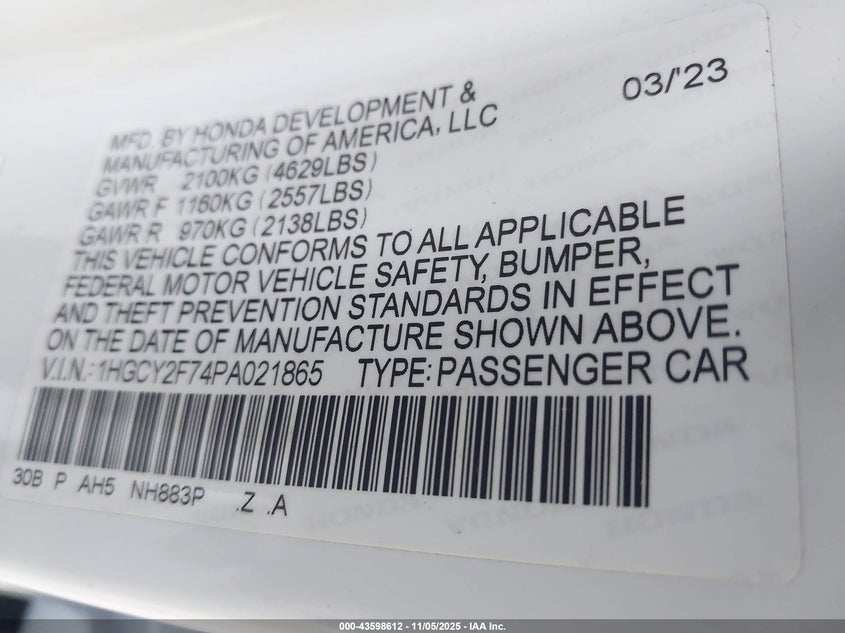 03/'23
MFD. BY HONDA DEVELOPMENT &
MANUFACTURING OF AMERICA, LLC
GVWR 2100KG (4629LBS)
GAWR F 1160KG (2557LBS)
GAWR R 970KG (2138LBS)
THIS VEHICLE CONFORMS TO ALL APPLICABLE
FEDERAL MOTOR VEHICLE SAFETY, BUMPER,
AND THEFT PREVENTION STANDARDS IN EFFECT
ON THE DATE OF MANUFACTURE SHOWN ABOVE.
V.I.N.: 1HGCY2F74PA021865 TYPE: PASSENGER CAR
30B P AH5 NH883P .Z .A
HONDA
000-43598612 - 11/05/2025 - IAA Inc.